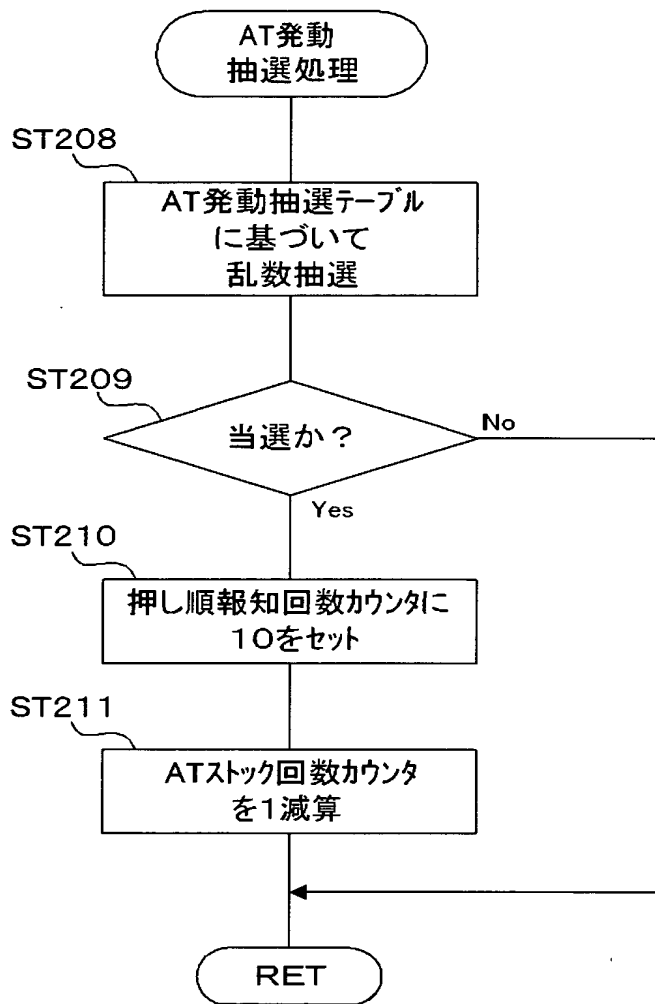 AT発動
抽選処理
ST208
AT発動抽選ﾃｰﾌﾞﾙ
に基づいて
乱数抽選
ST209
当選か？
No
Yes
ST210
押し順報知回数ｶｳﾝﾀに
１０をセット
ST211
ATｽﾄｯｸ回数ｶｳﾝﾀ
を１減算
RET